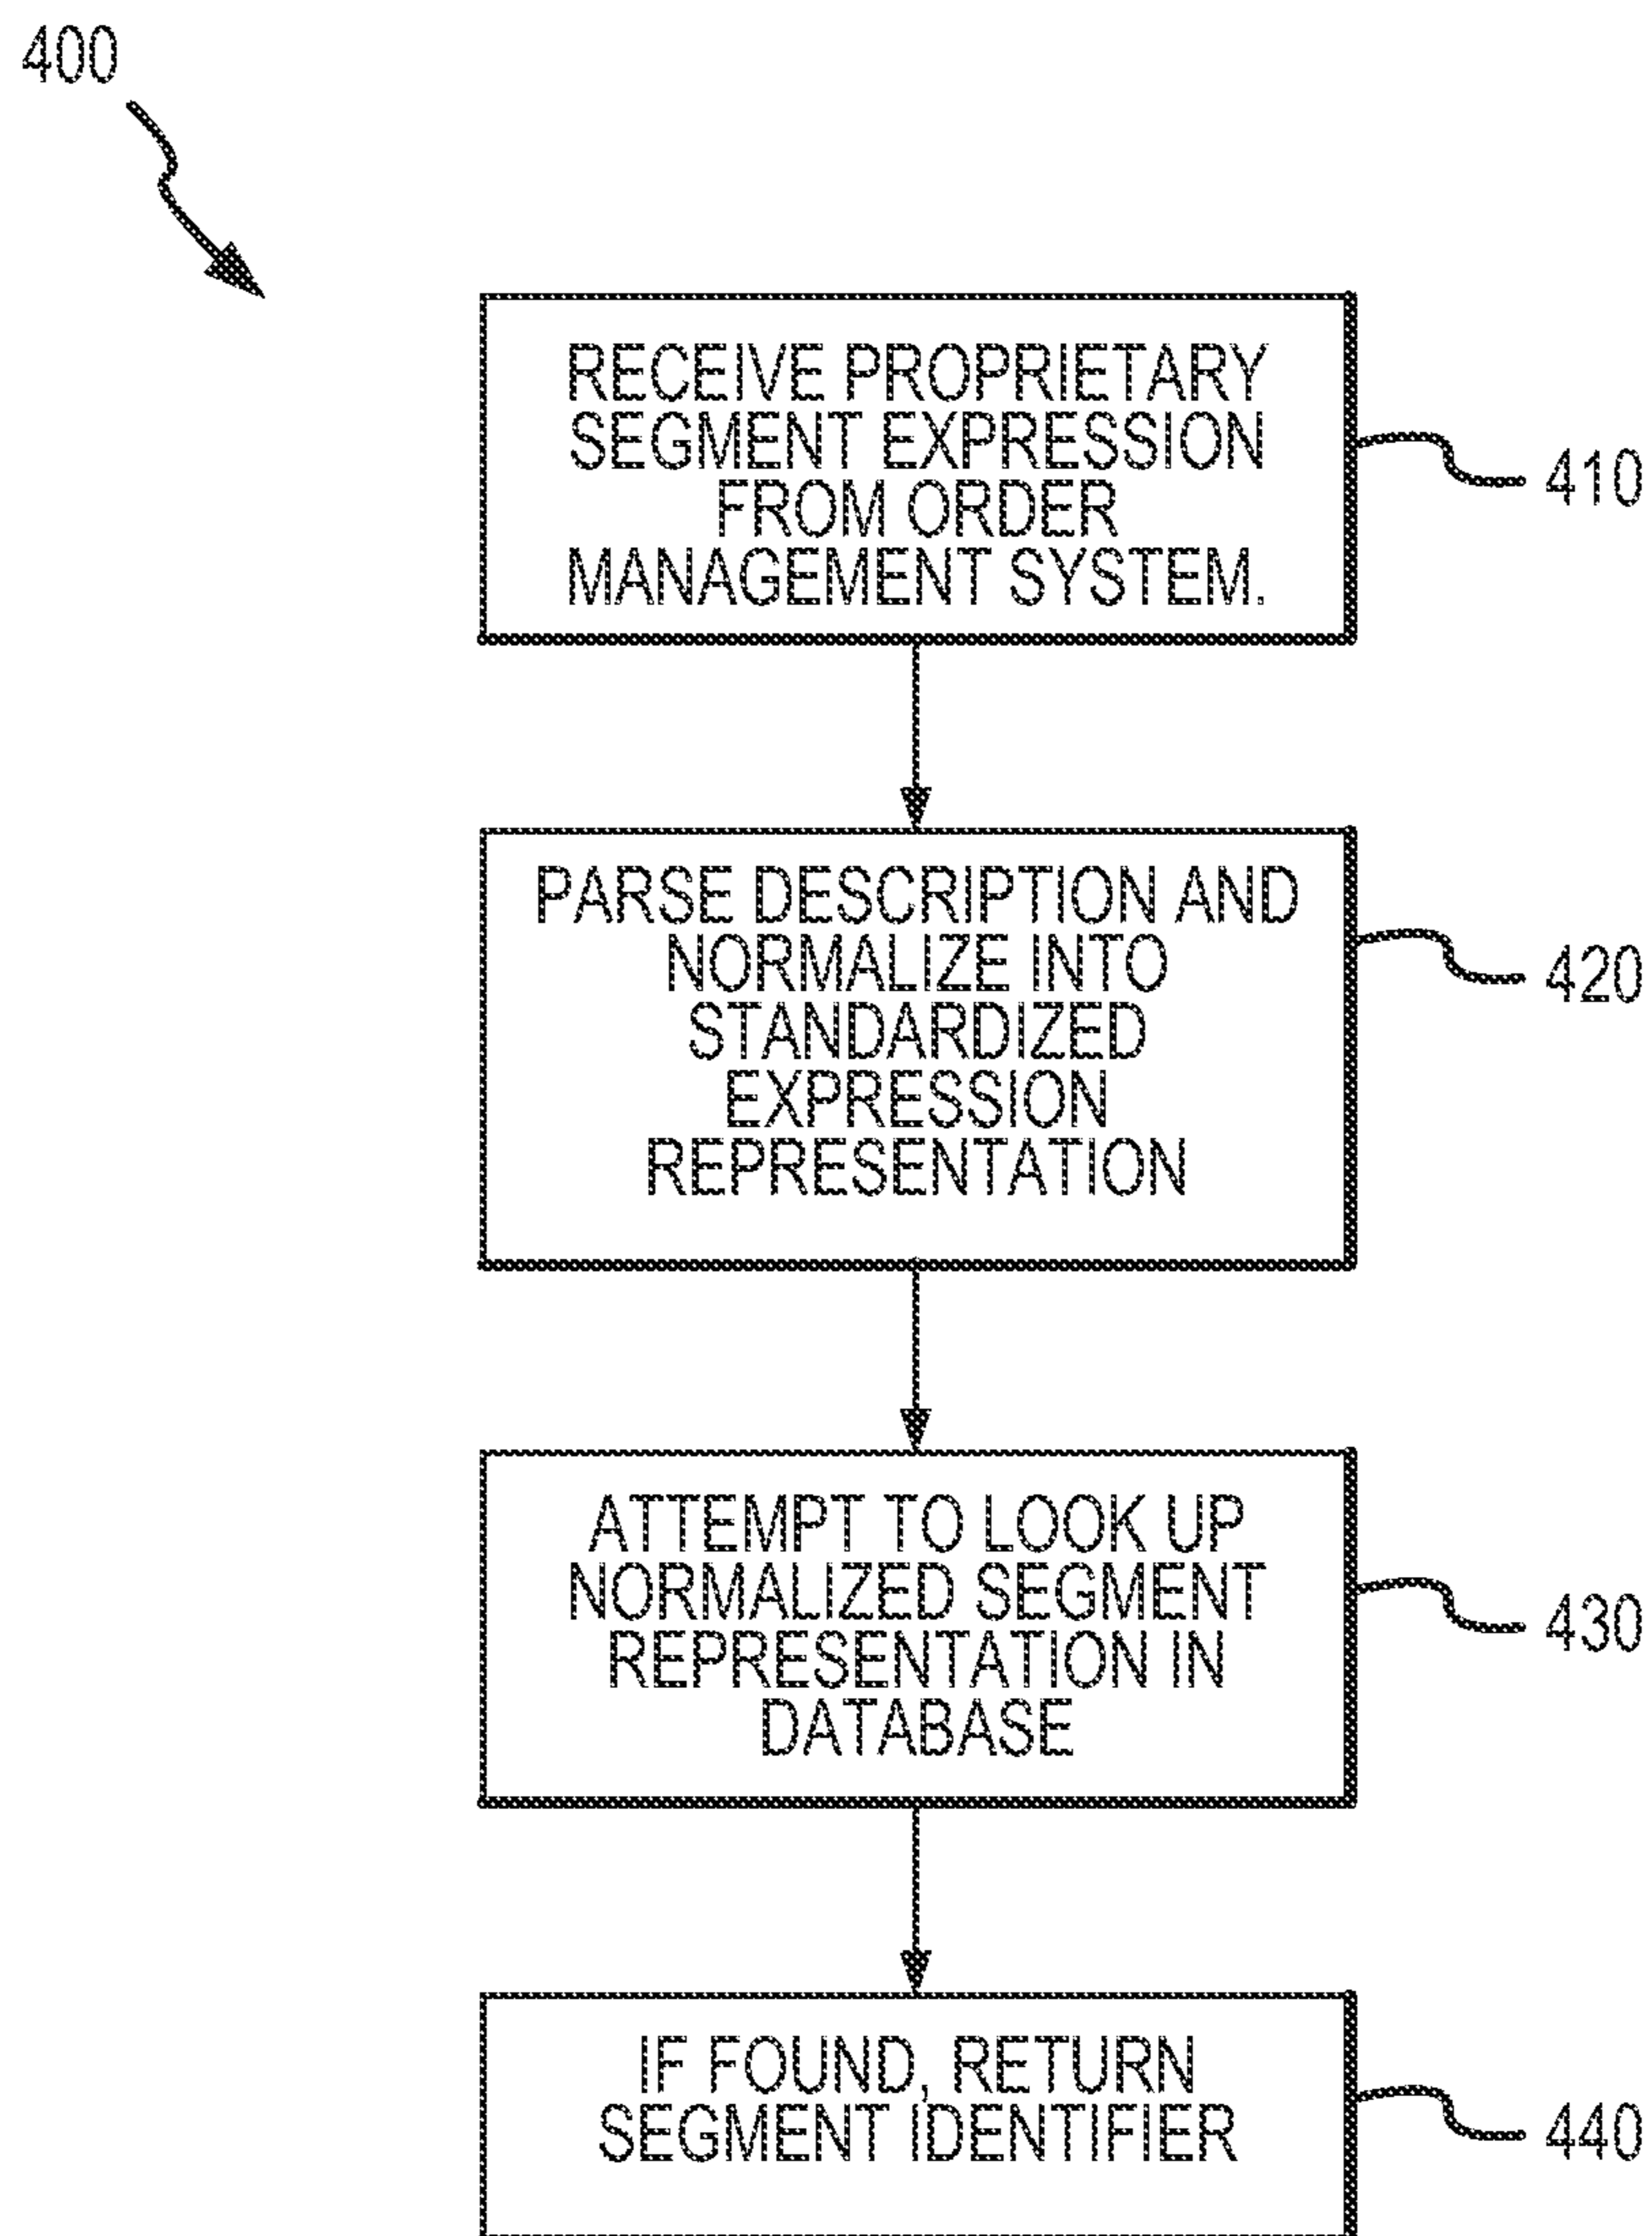 400
RECEIVE PROPRIETARY
SEGMENT EXPRESSION
FROM ORDER
MANAGEMENT SYSTEM.
410
PARSE DESCRIPTION AND
NORMALIZE INTO
STANDARDIZED
EXPRESSION
REPRESENTATION
420
ATTEMPT TO LOOK UP
NORMALIZED SEGMENT
REPRESENTATION IN
DATABASE
430
IF FOUND, RETURN
SEGMENT IDENTIFIER
440